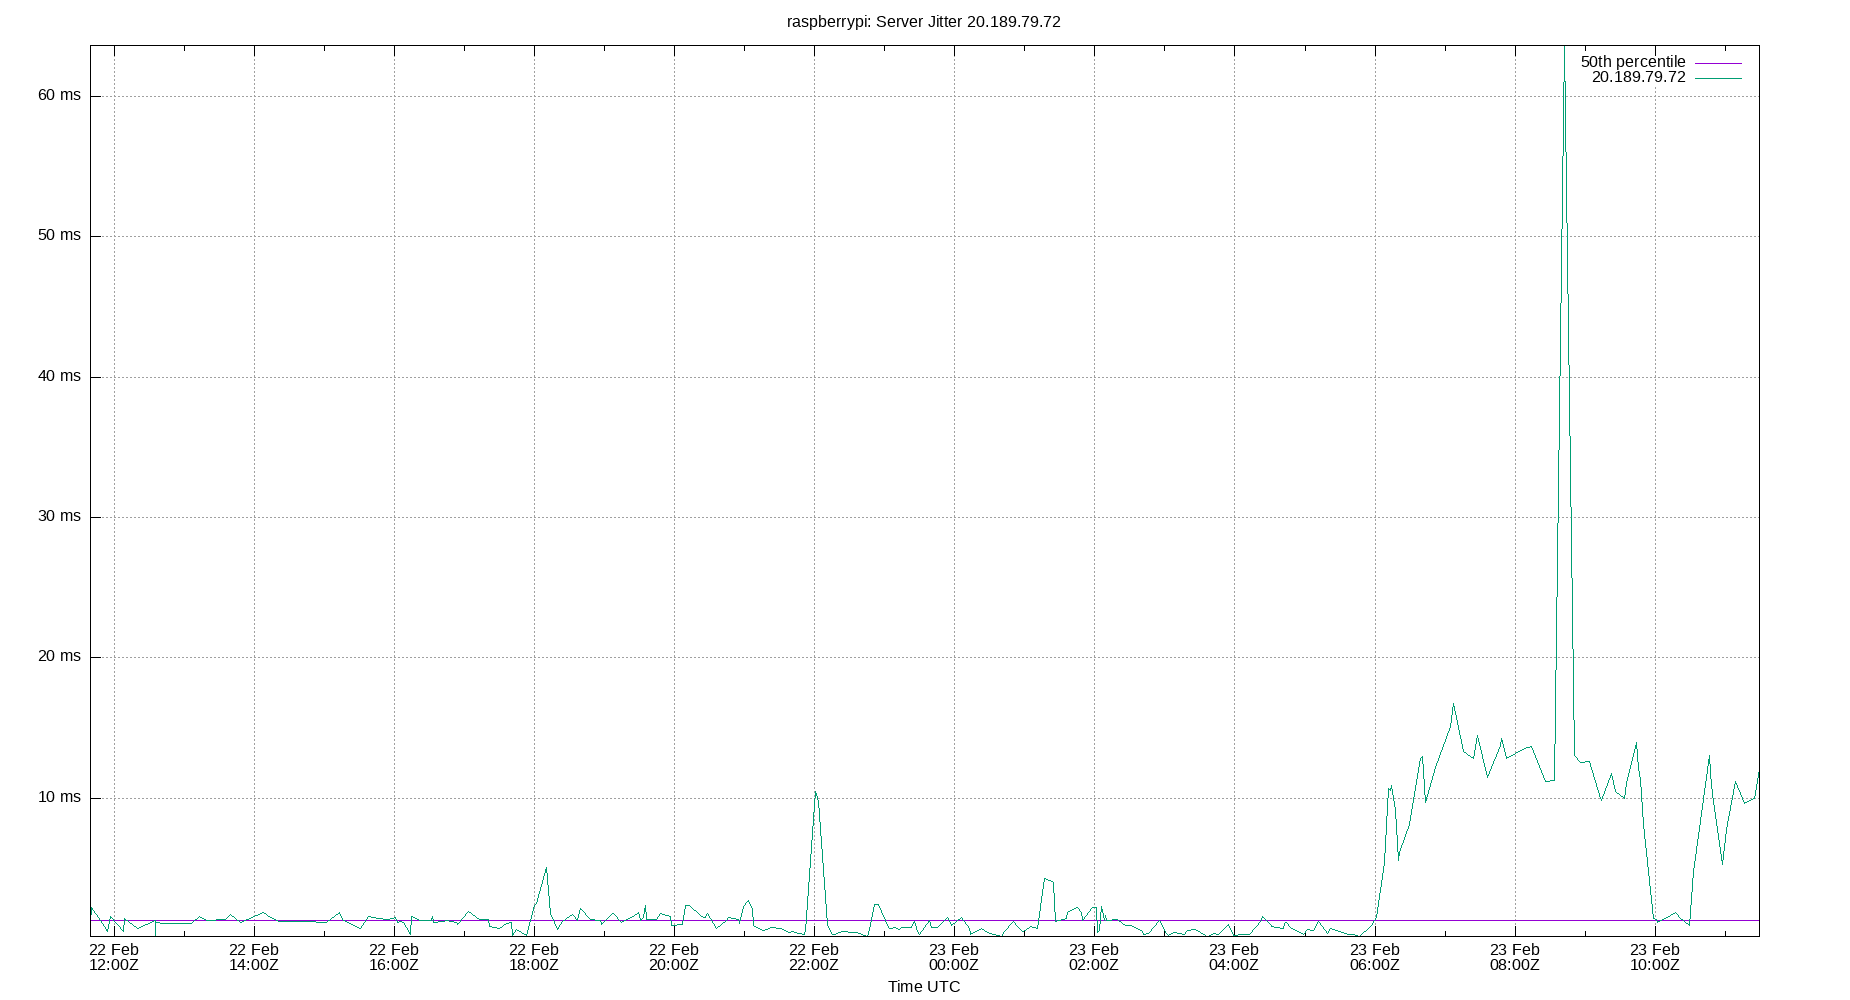 raspberrypi: Server Jitter 20.189.79.72
50th percentile
20.189.79.72
60 ms
50 ms
40 ms
30 ms
20 ms
10 ms
22 Feb 22 Feb 22 Feb 22 Feb 22 Feb 22 Feb 23 Feb 23 Feb 23 Feb 23 Feb 23 Feb 23 Feb
12:00Z 14:00Z 16:00Z 18:00Z 20:00Z 22:00Z 00:00Z 02:00Z 04:00Z 06:00Z 08:00Z 10:00Z
Time UTC